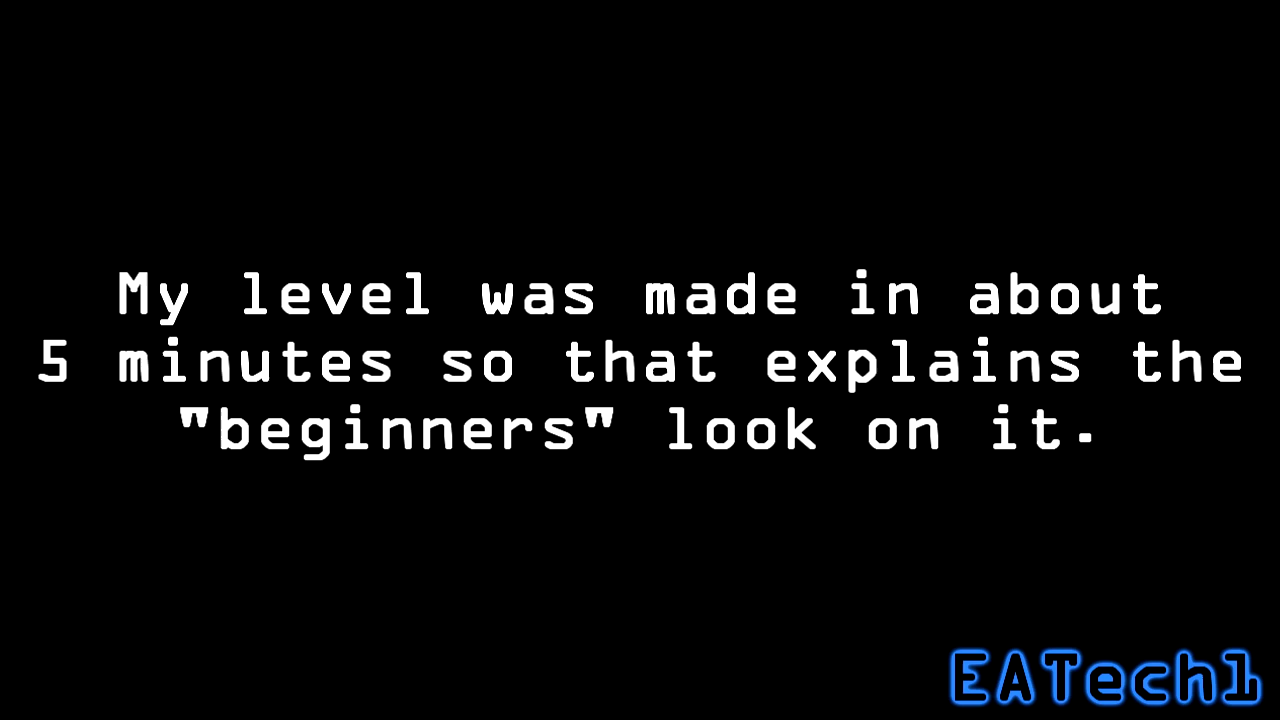 My level was made in about
5 minutes so that explains the
"beginners" look on it.
EATech1